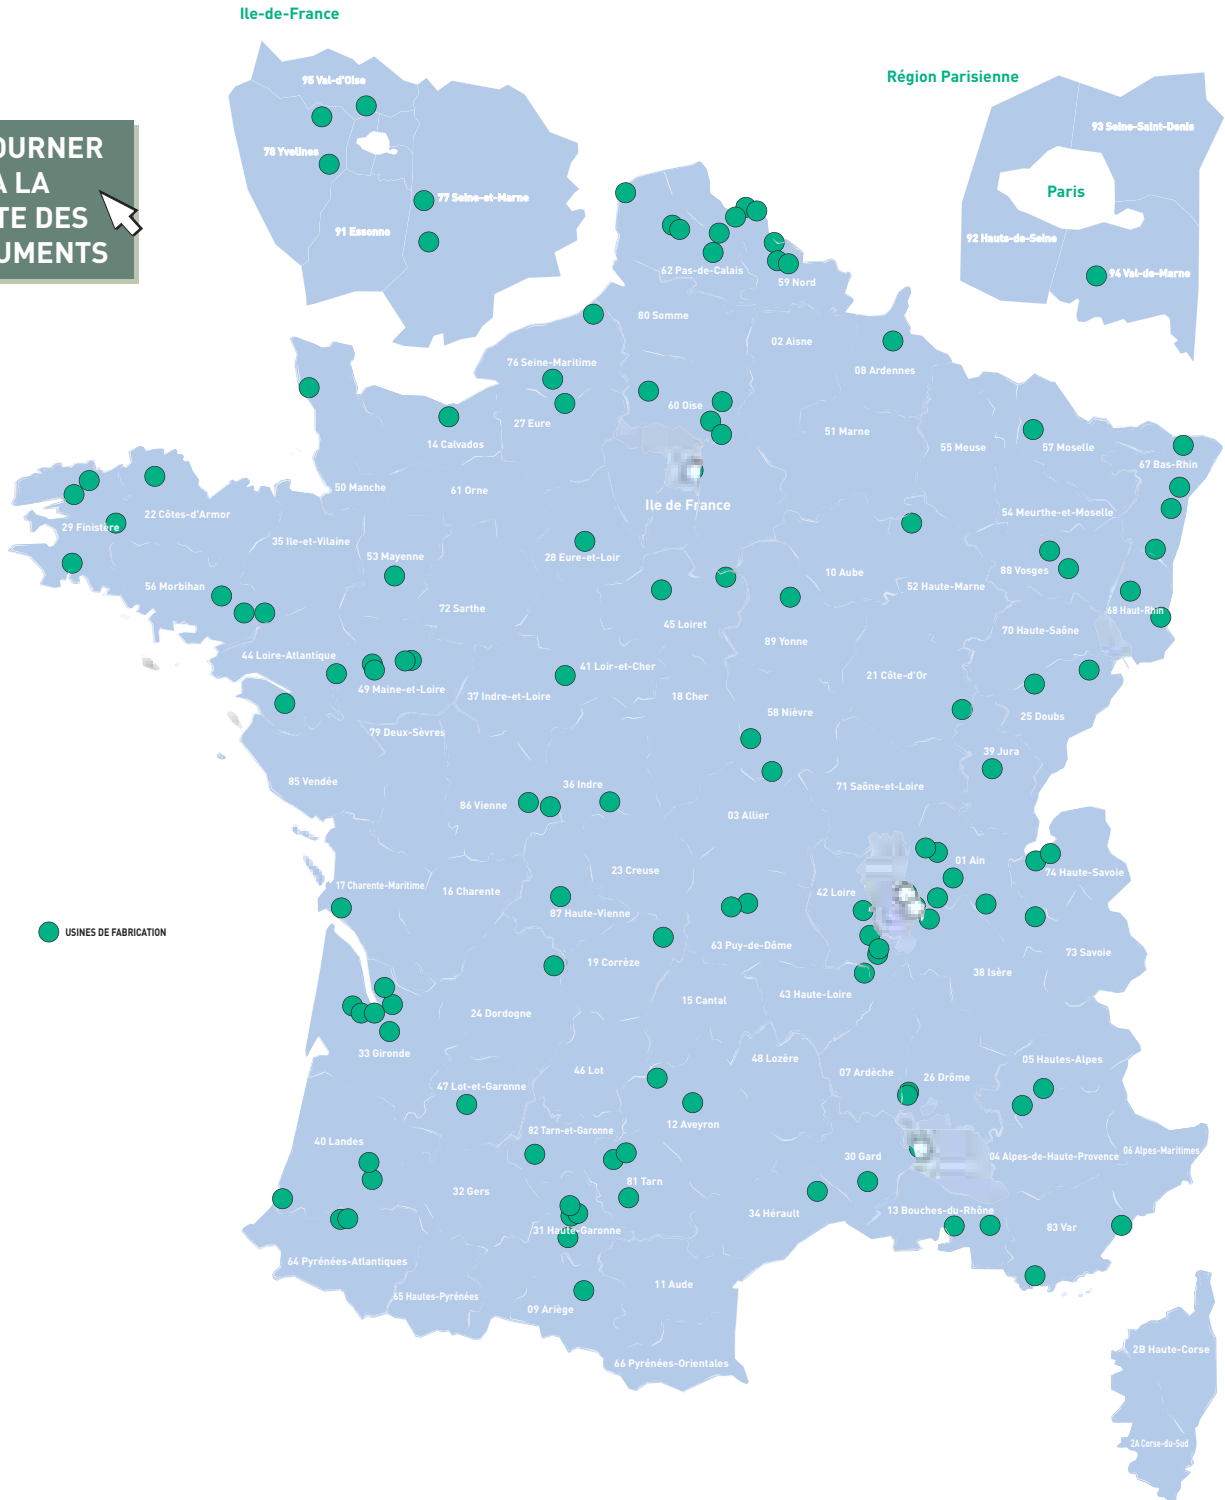 Ile-de-France
Région Parisienne
95 Val-d'Oise
78 Yvelines
77 Seine-et-Marne
91 Essonne
93 Seine-Saint-Denis
Paris
92 Hauts-de-Seine
94 Val-de-Marne
OURNER
A LA
TE DES
UMENTS
62 Pas-de-Calais
59 Nord
80 Somme
02 Aisne
76 Seine-Maritime
08 Ardennes
60 Oise
27 Eure
51 Marne
14 Calvados
55 Meuse
57 Moselle
67 Bas-Rhin
50 Manche
61 Orne
Ile de France
54 Meurthe-et-Moselle
22 Côtes-d'Armor
29 Finistère
35 Ile-et-Vilaine
53 Mayenne
28 Eure-et-Loir
10 Aube
88 Vosges
56 Morbihan
52 Haute-Marne
72 Sarthe
68 Haut-Rhin
45 Loiret
70 Haute-Saône
89 Yonne
44 Loire-Atlantique
41 Loir-et-Cher
21 Côte-d'Or
49 Maine-et-Loire
37 Indre-et-Loire
18 Cher
58 Nièvre
25 Doubs
79 Deux-Sèvres
39 Jura
85 Vendée
36 Indre
71 Saône-et-Loire
86 Vienne
03 Allier
01 Ain
23 Creuse
74 Haute-Savoie
17 Charente-Maritime
16 Charente
42 Loire
87 Haute-Vienne
USINES DE FABRICATION
63 Puy-de-Dôme
73 Savoie
19 Corrèze
38 Isère
43 Haute-Loire
15 Cantal
24 Dordogne
33 Gironde
48 Lozère
05 Hautes-Alpes
46 Lot
07 Ardèche
26 Drôme
47 Lot-et-Garonne
12 Aveyron
82 Tarn-et-Garonne
40 Landes
06 Alpes-Maritimes
30 Gard
04 Alpes-de-Haute-Provence
81 Tarn
32 Gers
13 Bouches-du-Rhône
34 Hérault
83 Var
31 Haute-Garonne
64 Pyrénées-Atlantiques
11 Aude
65 Hautes-Pyrénées
09 Ariège
2B Haute-Corse
66 Pyrénées-Orientales
2A Corse-du-Sud